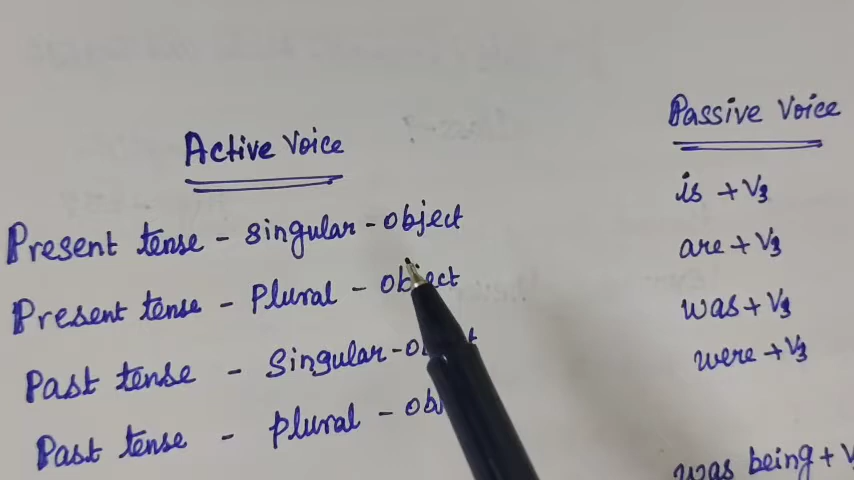 Active Voice
Passive Voice
Present tense - singular - object
is + V3
Present tense - Plural - object
are + V3
Past tense - Singular -
was + V3
Past tense - plural -
were + V3
was being +